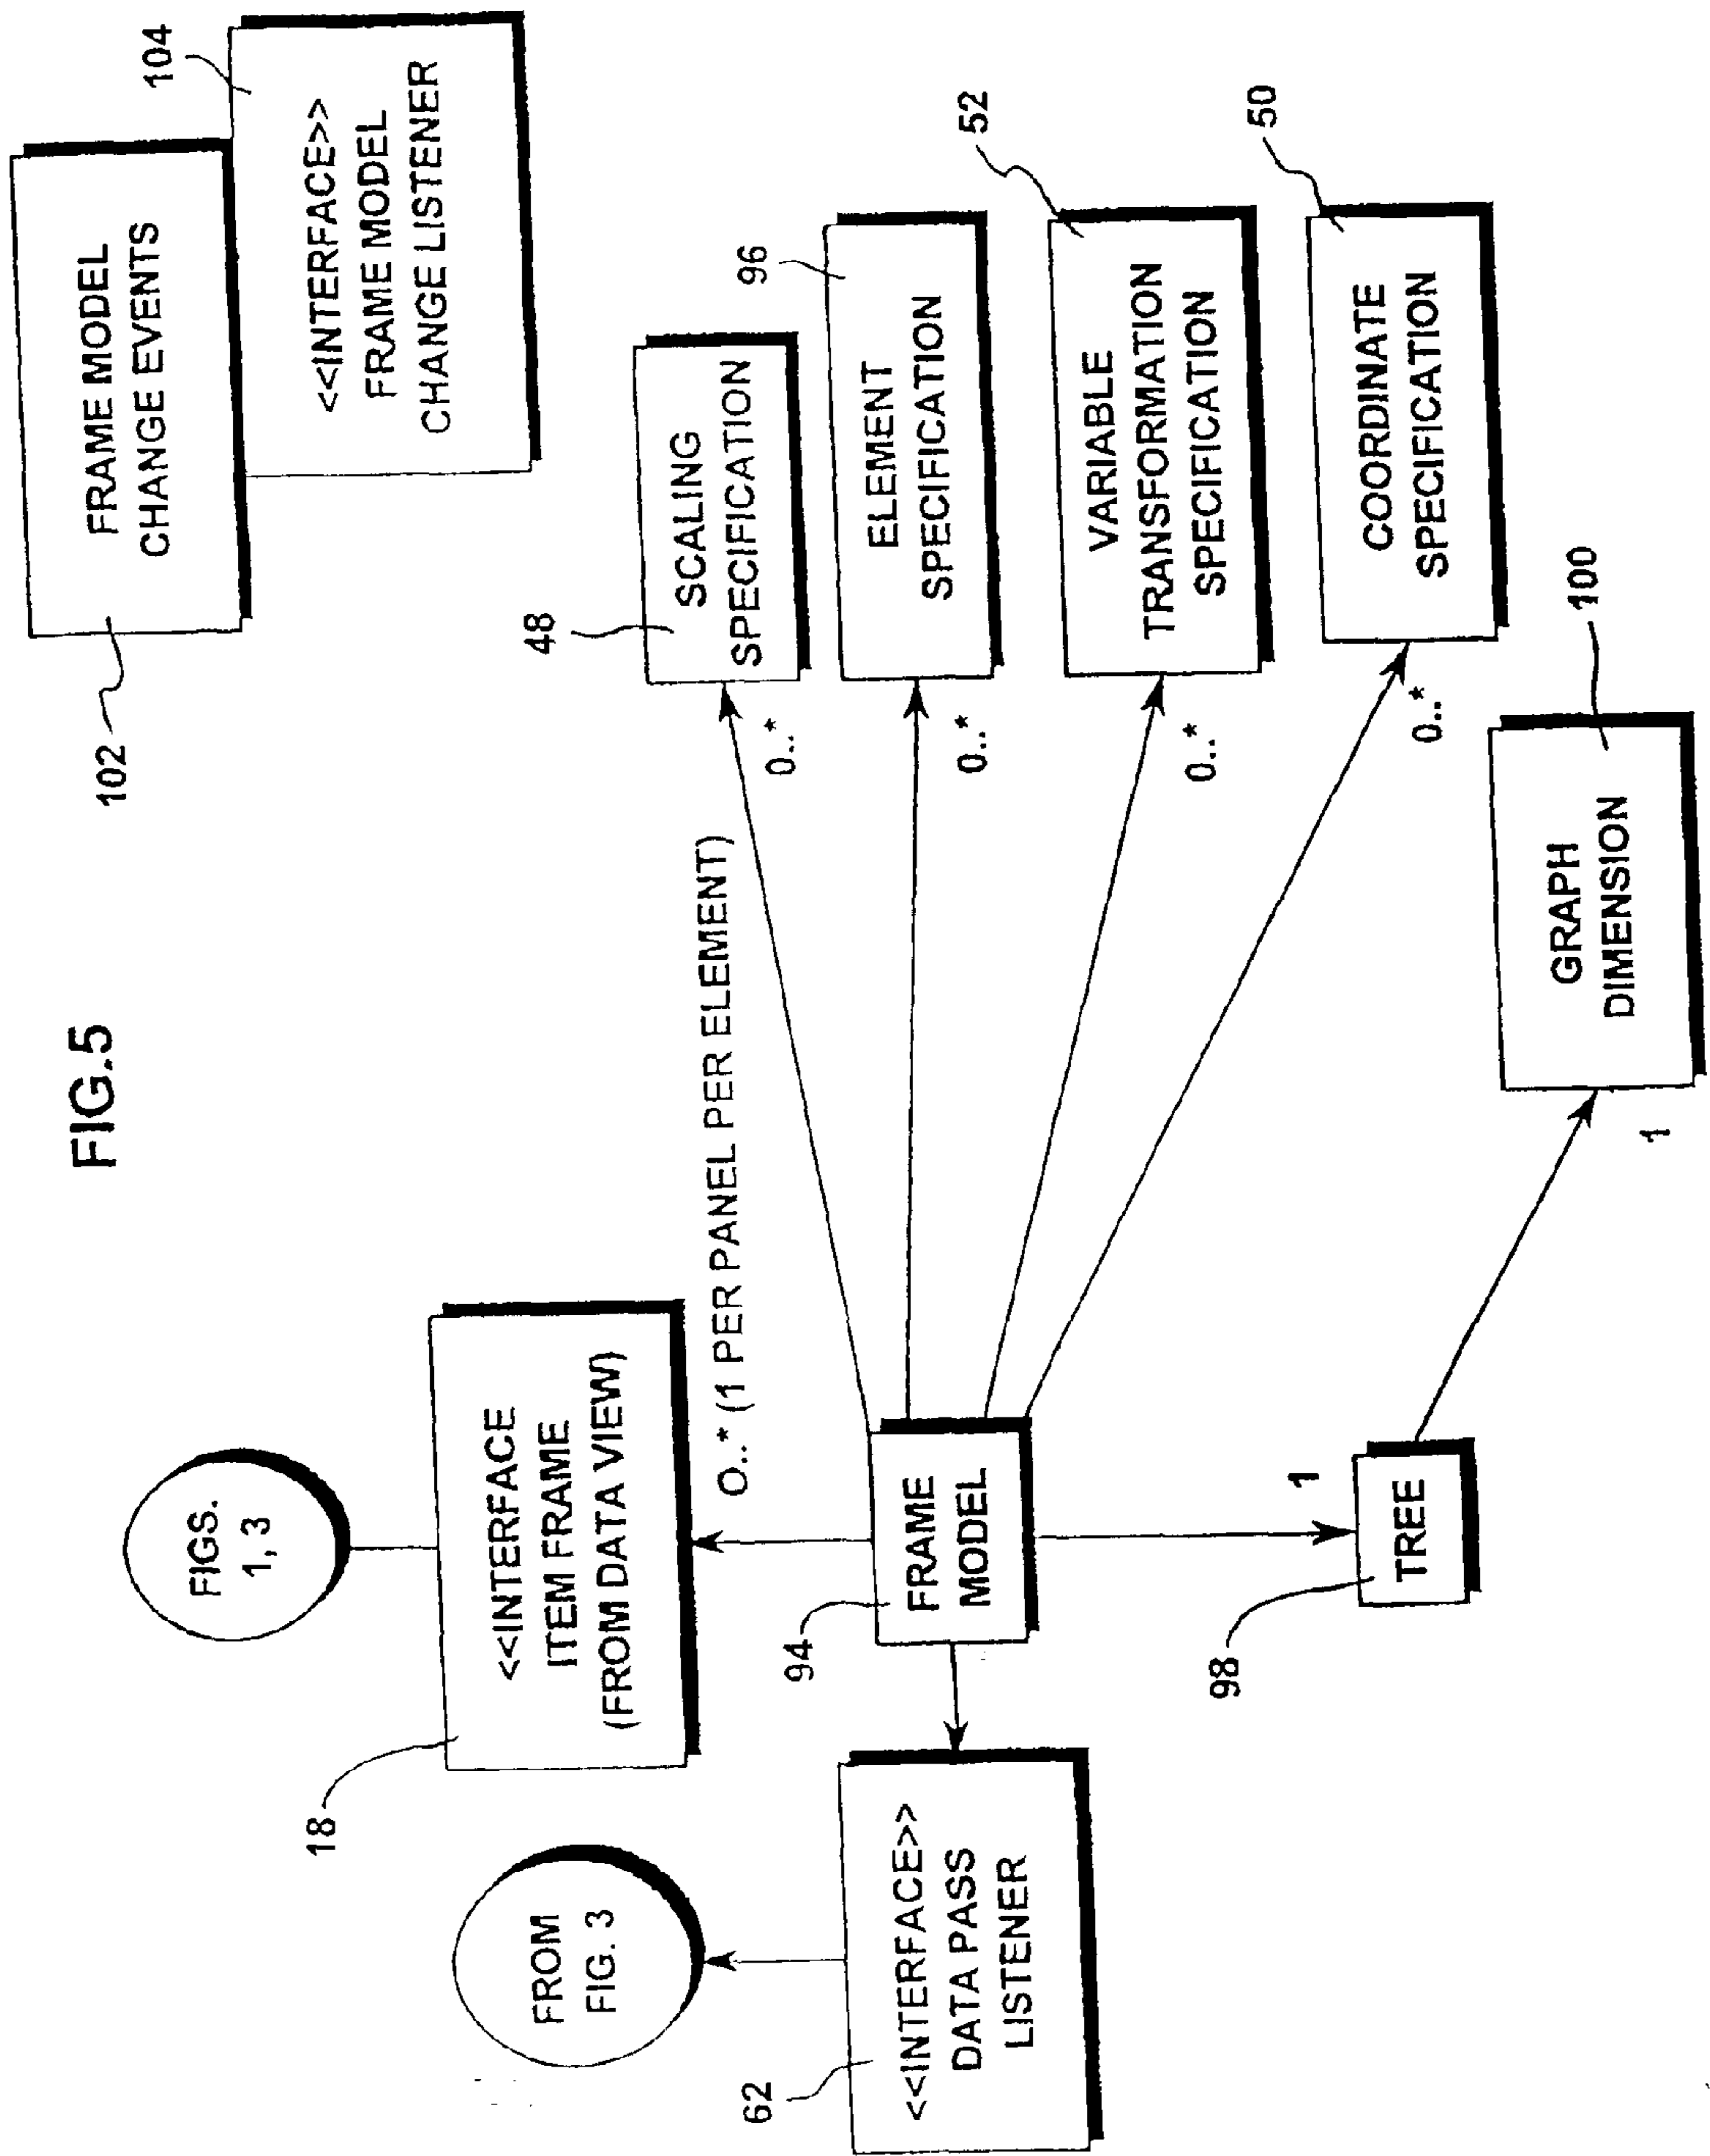 FIG.5
FIGS.
1, 3
18
<<INTERFACE
ITEM FRAME
(FROM DATA VIEW)
FROM
FIG. 3
62
<<INTERFACE>>
DATA PASS
LISTENER
94
FRAME
MODEL
O..* (1 PER PANEL PER ELEMENT)
98
TREE
1
102
FRAME MODEL
CHANGE EVENTS
104
<<INTERFACE>>
FRAME MODEL
CHANGE LISTENER
48
SCALING
SPECIFICATION
0..*
96
ELEMENT
SPECIFICATION
0..*
52
VARIABLE
TRANSFORMATION
SPECIFICATION
0..*
50
COORDINATE
SPECIFICATION
0..*
100
GRAPH
DIMENSION
1